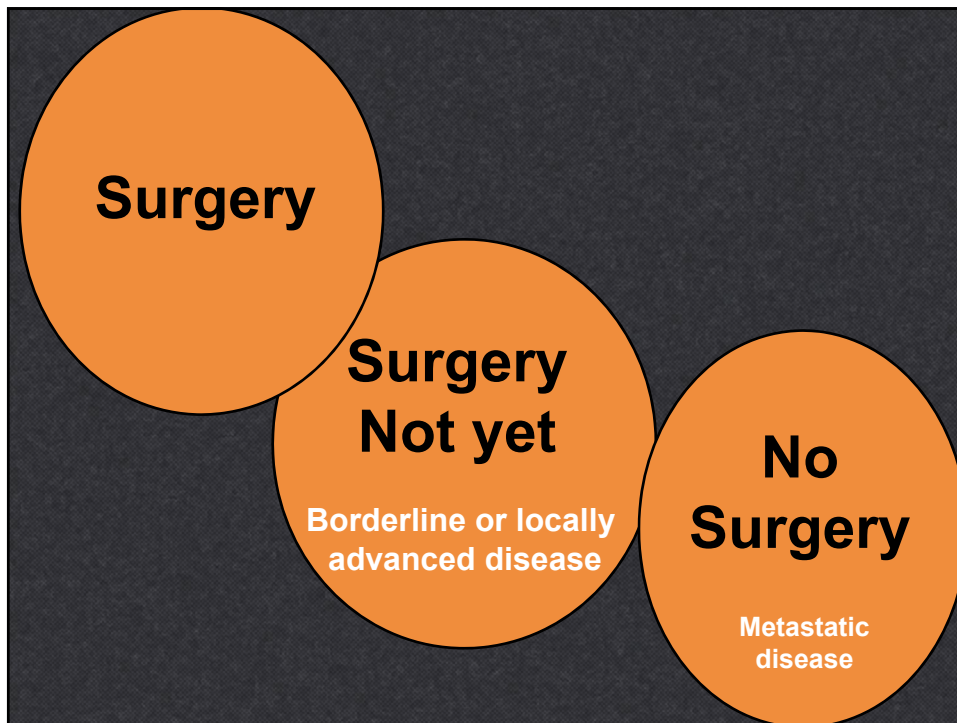 Surgery
Surgery
Not yet
Borderline or locally
advanced disease
No
Surgery
Metastatic
disease